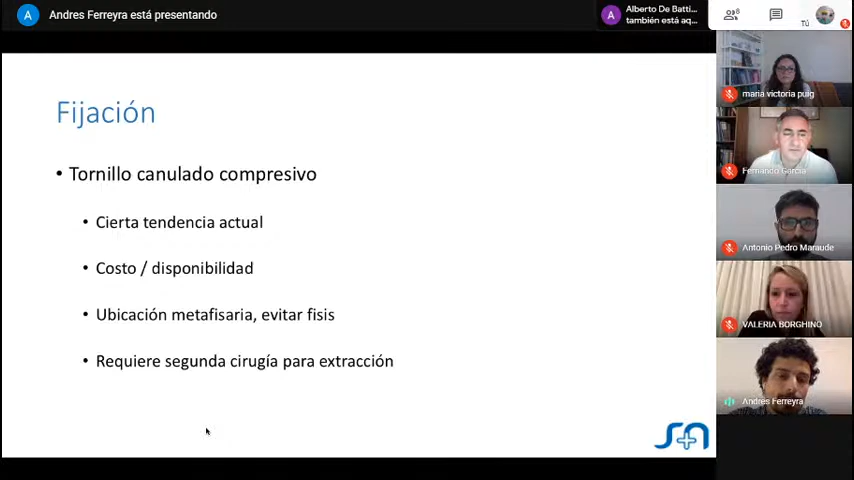 A Andres Ferreyra está presentando
A Alberto De Batti...
también está aq...
8
Tú
Fijación
• Tornillo canulado compresivo
• Cierta tendencia actual
• Costo / disponibilidad
• Ubicación metafisaria, evitar fisis
• Requiere segunda cirugía para extracción
maria victoria puig
Fernando Garcia
Antonio Pedro Maraude
VALERIA BORGHINO
Andres Ferreyra